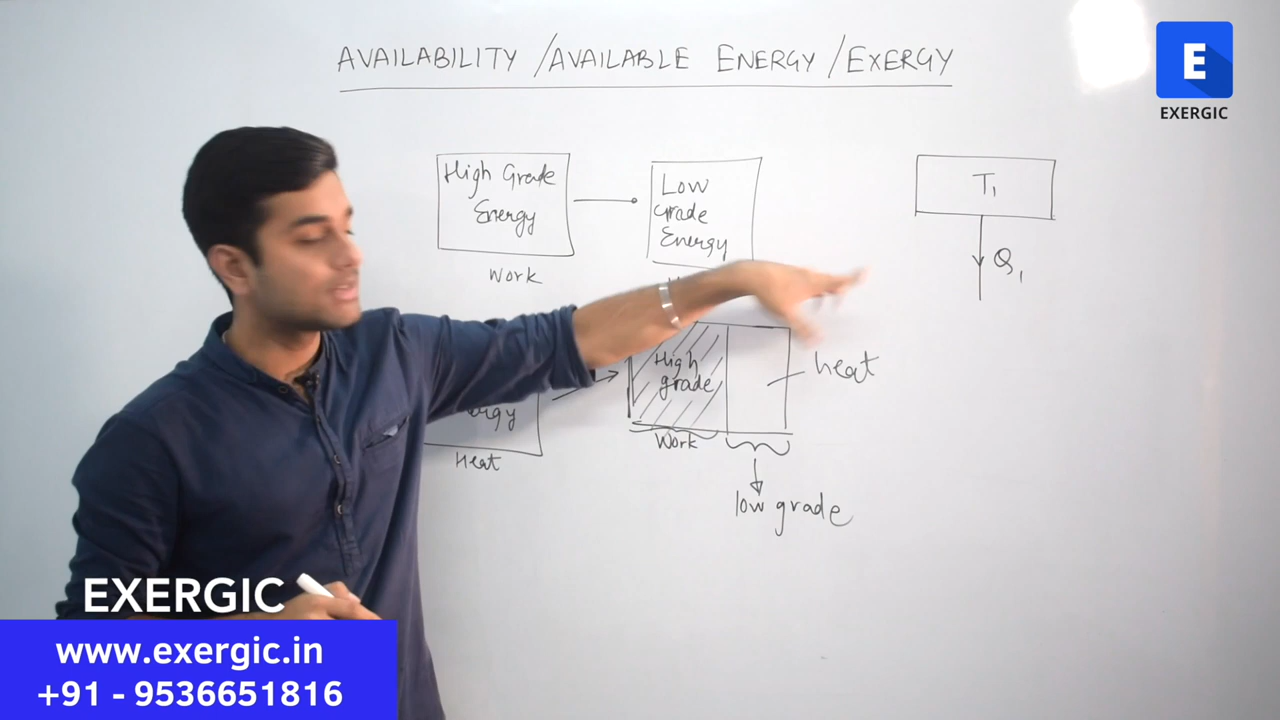 AVAILABILITY / AVAILABLE ENERGY / EXERGY
E
EXERGIC
High Grade
Energy
Work
Low
Grade
Energy
T₁
Q₁
High
grade
Work
heat
Heat
low grade
EXERGIC
www.exergic.in
+91 - 9536651816